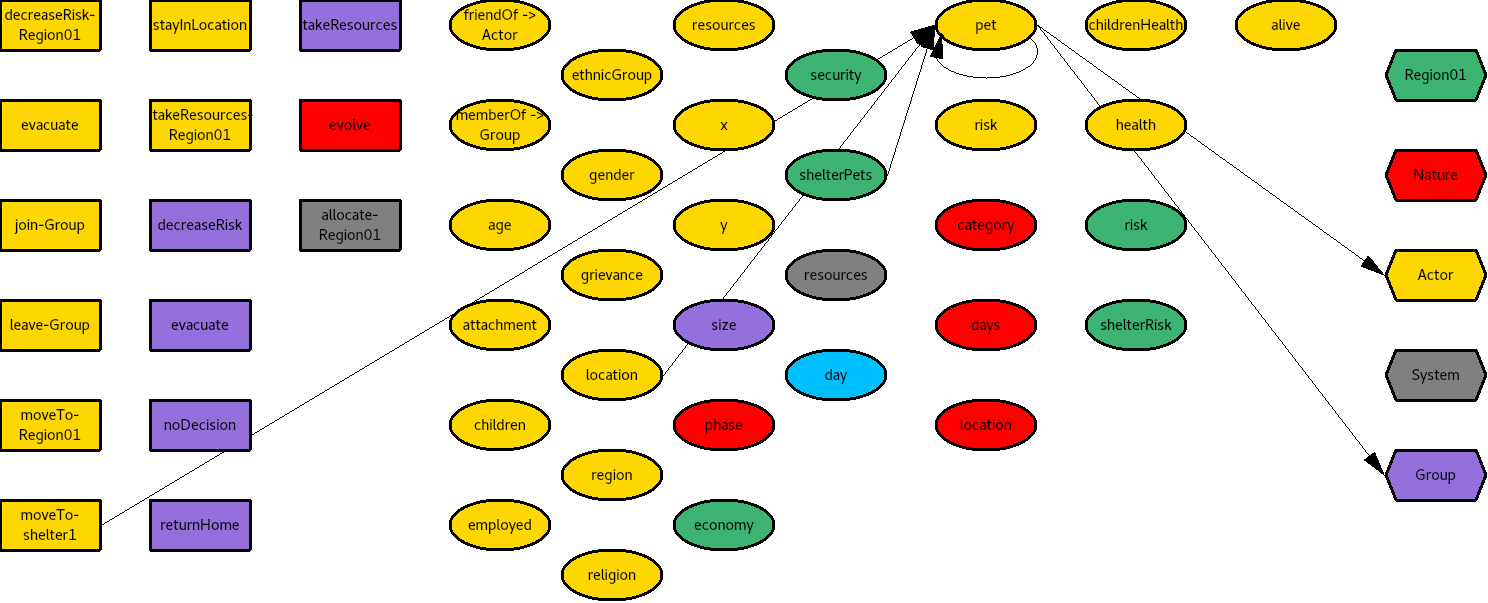 decreaseRisk-
Region01
stayInLocation
takeResources
friendOf ->
Actor
resources
pet
childrenHealth
alive
ethnicGroup
security
Region01
evacuate
takeResources-
Region01
evolve
memberOf ->
Group
x
risk
health
gender
shelterPets
Nature
join-Group
decreaseRisk
allocate-
Region01
age
y
category
risk
grievance
resources
Actor
leave-Group
evacuate
attachment
size
days
shelterRisk
location
day
System
moveTo-
Region01
noDecision
children
phase
location
region
Group
moveTo-
shelter1
returnHome
employed
economy
religion